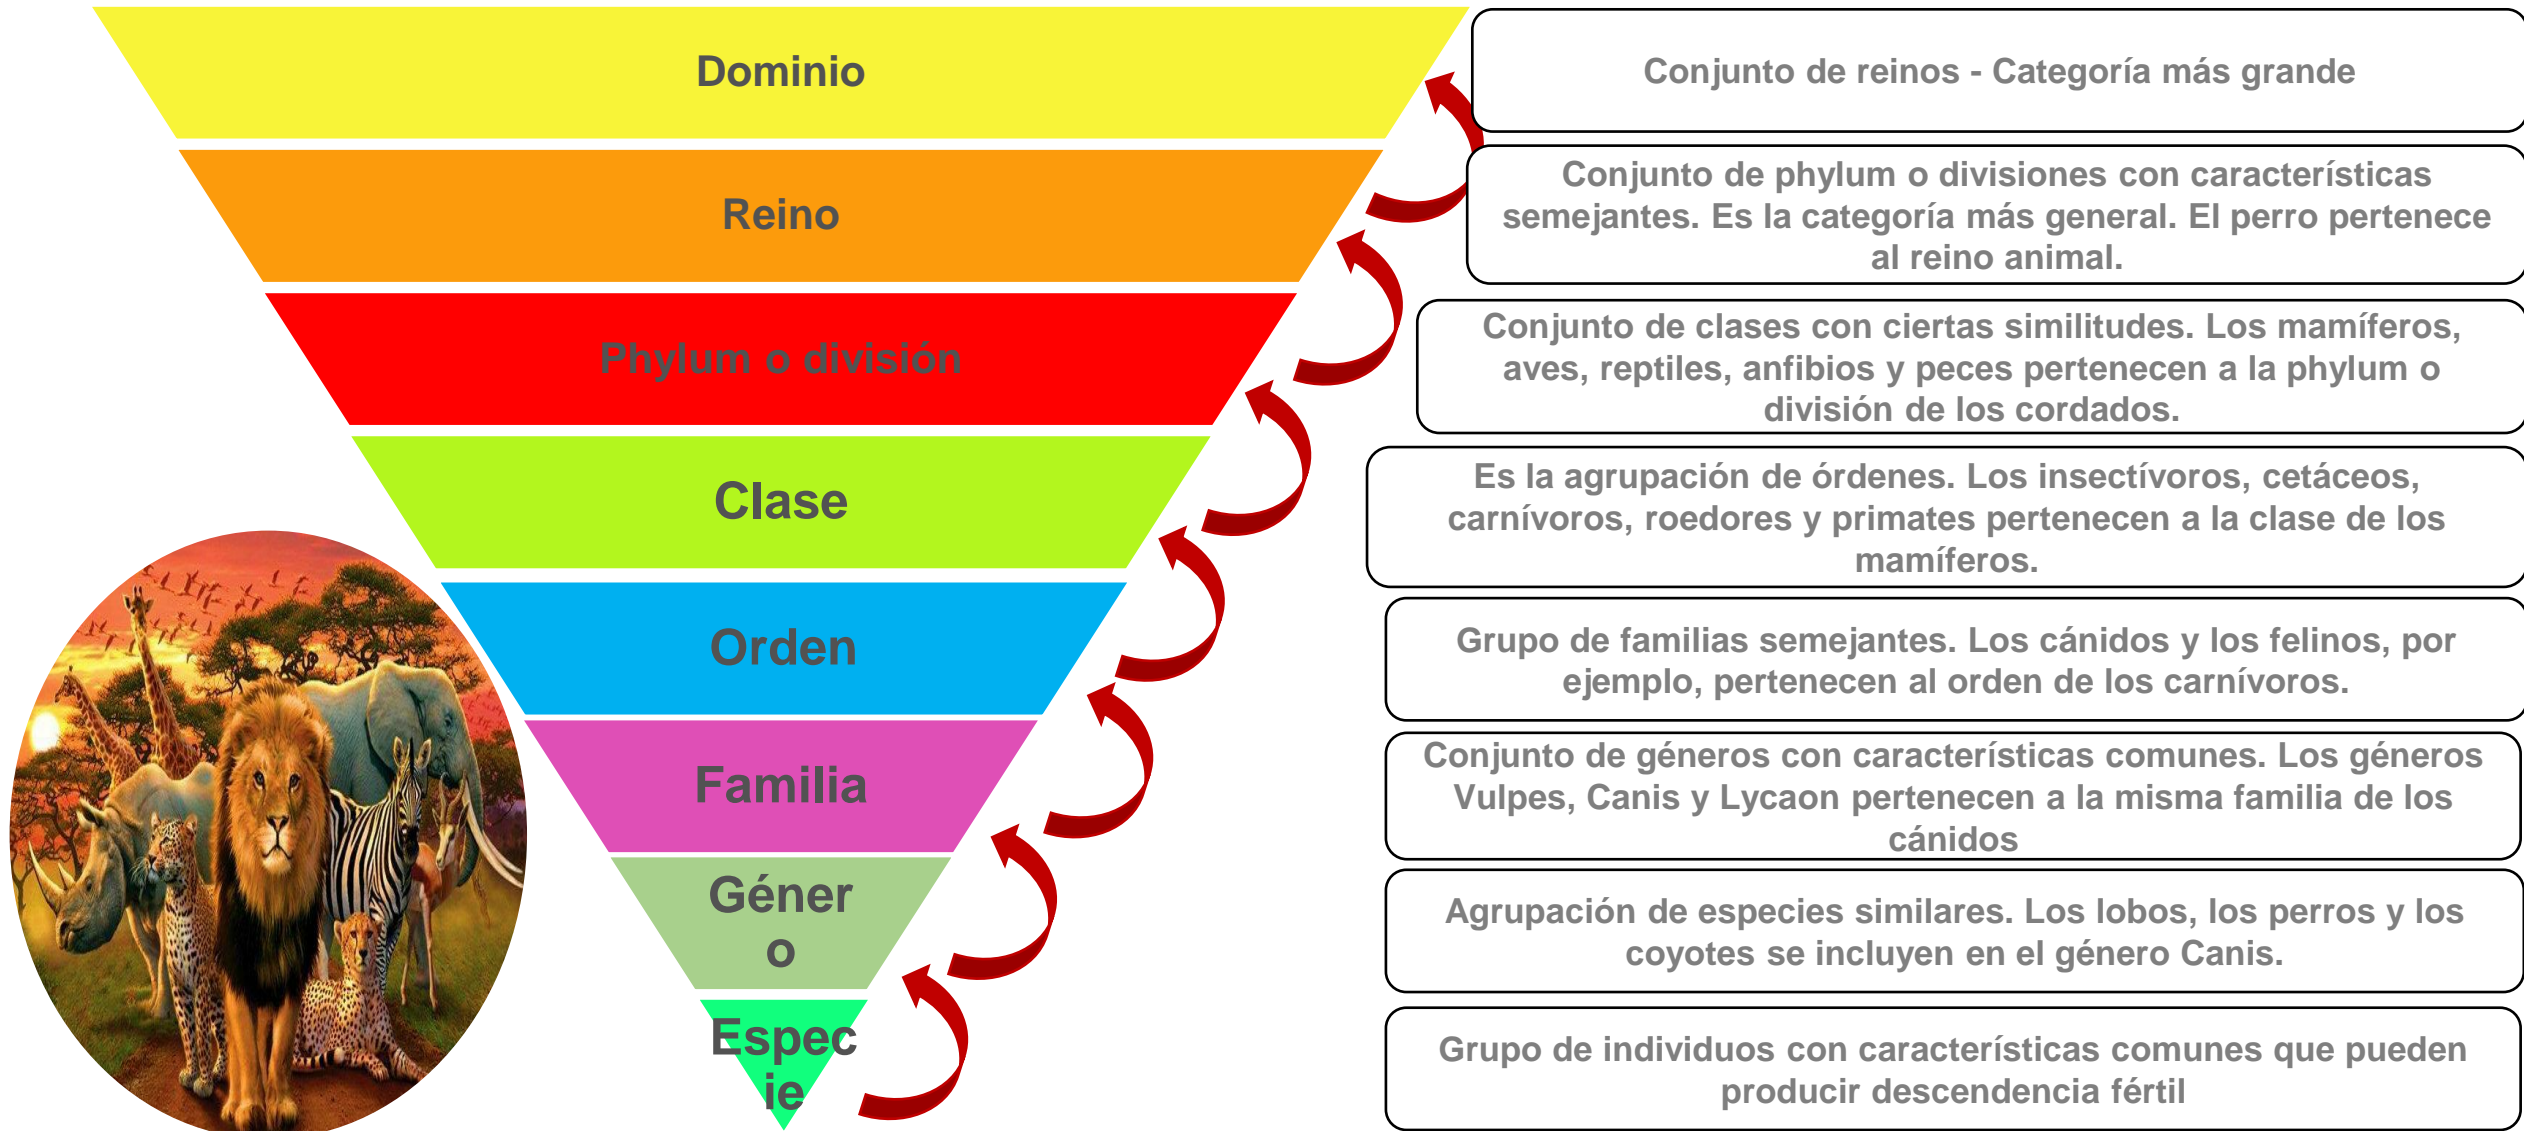 Dominio
Conjunto de reinos - Categoría más grande
Reino
Conjunto de phylum o divisiones con características
semejantes. Es la categoría más general. El perro pertenece
al reino animal.
Phylum o división
Conjunto de clases con ciertas similitudes. Los mamíferos,
aves, reptiles, anfibios y peces pertenecen a la phylum o
división de los cordados.
Clase
Es la agrupación de órdenes. Los insectívoros, cetáceos,
carnívoros, roedores y primates pertenecen a la clase de los
mamíferos.
Orden
Grupo de familias semejantes. Los cánidos y los felinos, por
ejemplo, pertenecen al orden de los carnívoros.
Familia
Conjunto de géneros con características comunes. Los géneros
Vulpes, Canis y Lycaon pertenecen a la misma familia de los
cánidos
Géner
o
Agrupación de especies similares. Los lobos, los perros y los
coyotes se incluyen en el género Canis.
Espec
ie
Grupo de individuos con características comunes que pueden
producir descendencia fértil